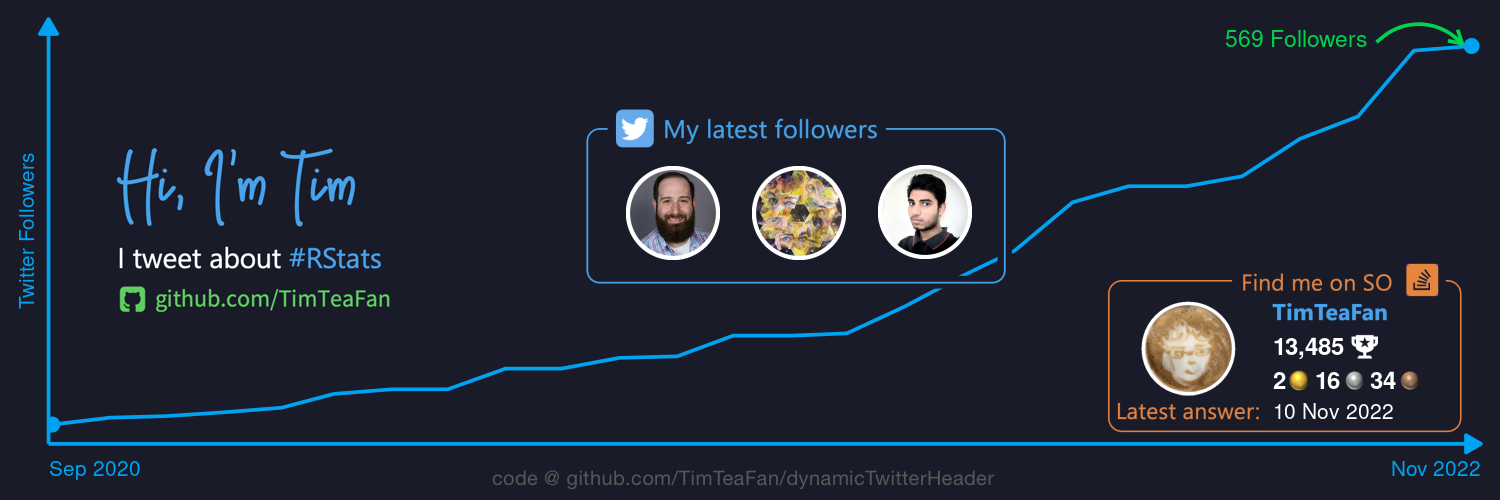 569 Followers
My latest followers
Twitter Followers
Hi, I'm Tim
I tweet about #RStats
github.com/TimTeaFan
Find me on SO
TimTeaFan
13,485
2 16 34
Latest answer: 10 Nov 2022
Sep 2020
Nov 2022
code @ github.com/TimTeaFan/dynamicTwitterHeader